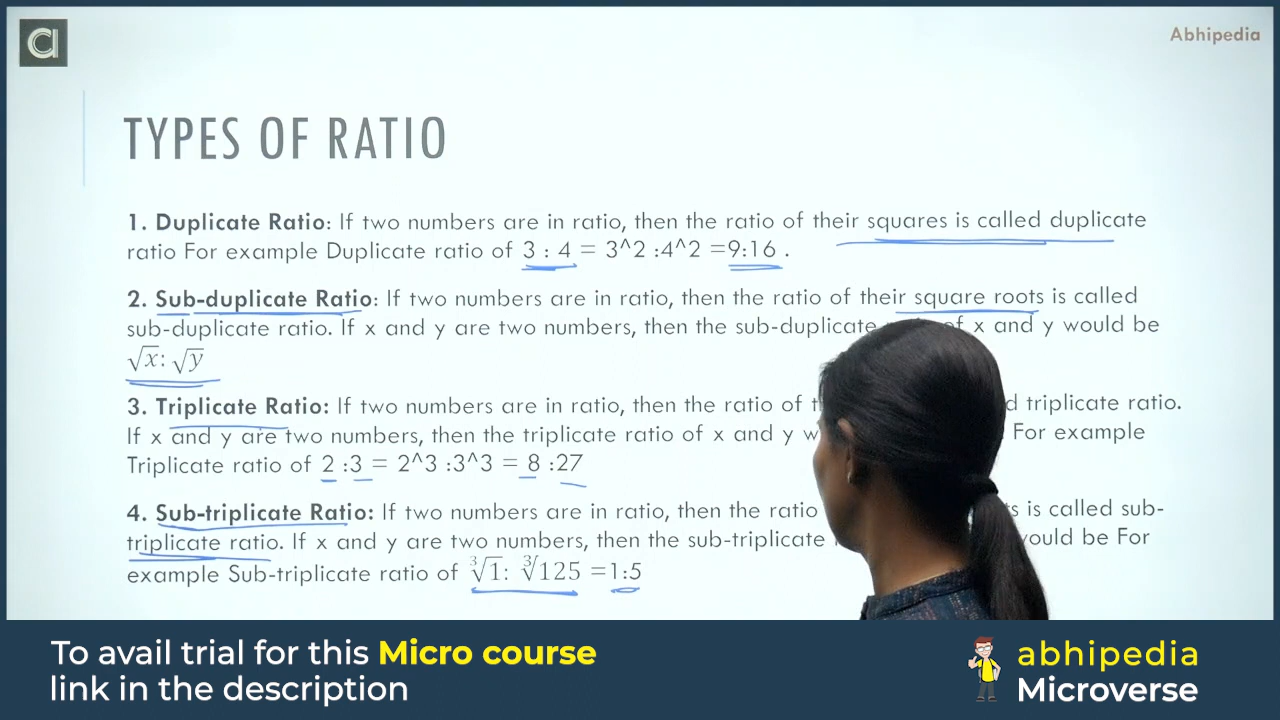 Abhipedia
TYPES OF RATIO
1. Duplicate Ratio: If two numbers are in ratio, then the ratio of their squares is called duplicate
ratio For example Duplicate ratio of 3 : 4 = 3^2 :4^2 =9:16 .
2. Sub-duplicate Ratio: If two numbers are in ratio, then the ratio of their square roots is called
sub-duplicate ratio. If x and y are two numbers, then the sub-duplicate of x and y would be
√x: √y
3. Triplicate Ratio: If two numbers are in ratio, then the ratio of triplicate ratio.
If x and y are two numbers, then the triplicate ratio of x and y For example
Triplicate ratio of 2 :3 = 2^3 :3^3 = 8 :27
4. Sub-triplicate Ratio: If two numbers are in ratio, then the ratio is called sub-
triplicate ratio. If x and y are two numbers, then the sub-triplicate would be For
example Sub-triplicate ratio of ∛1: ∛125 =1:5
To avail trial for this Micro course
link in the description
abhipedia
Microverse